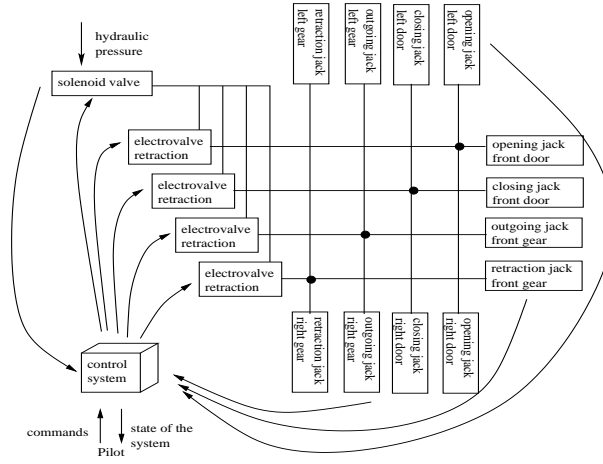 hydraulic
pressure
solenoid valve
retraction jack
left gear
outgoing jack
left gear
closing jack
left door
opening jack
left door
electrovalve
retraction
opening jack
front door
electrovalve
retraction
closing jack
front door
electrovalve
retraction
outgoing jack
front gear
electrovalve
retraction
retraction jack
front gear
retraction jack
right gear
outgoing jack
right gear
closing jack
right door
opening jack
right door
control
system
commands
state of the
system
Pilot